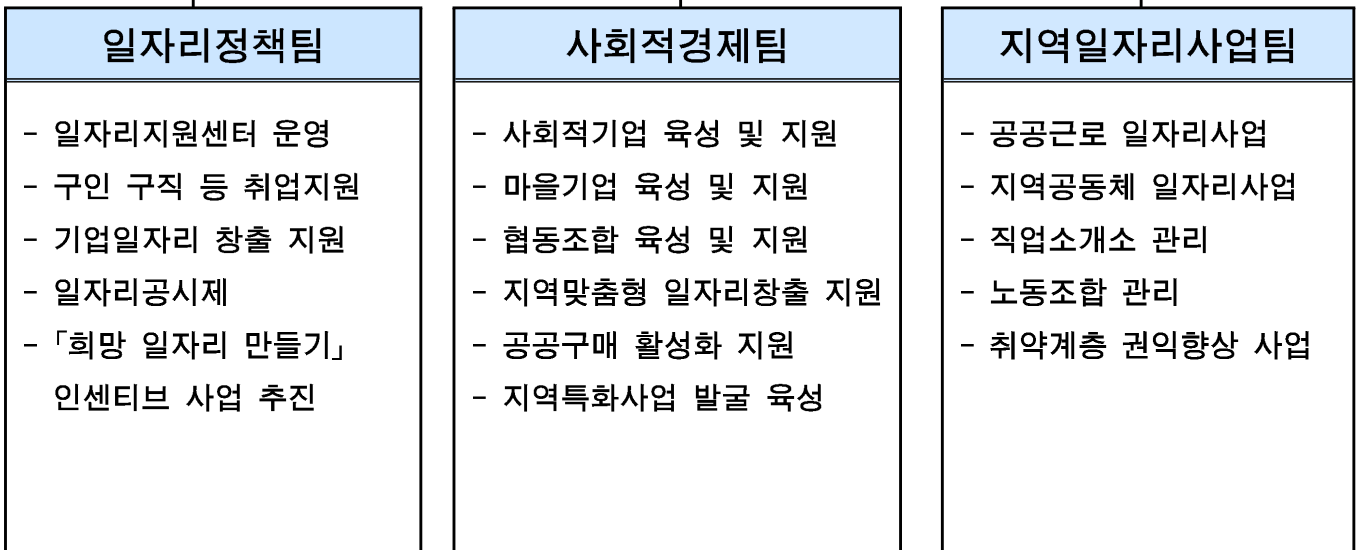 일자리정책팀
- 일자리지원센터 운영
- 구인 구직 등 취업지원
- 기업일자리 창출 지원
- 일자리공시제
-「희망 일자리 만들기」
인센티브 사업 추진
사회적경제팀
- 사회적기업 육성 및 지원
- 마을기업 육성 및 지원
- 협동조합 육성 및 지원
- 지역맞춤형 일자리창출 지원
- 공공구매 활성화 지원
- 지역특화사업 발굴 육성
지역일자리사업팀
- 공공근로 일자리사업
- 지역공동체 일자리사업
- 직업소개소 관리
- 노동조합 관리
- 취약계층 권익향상 사업